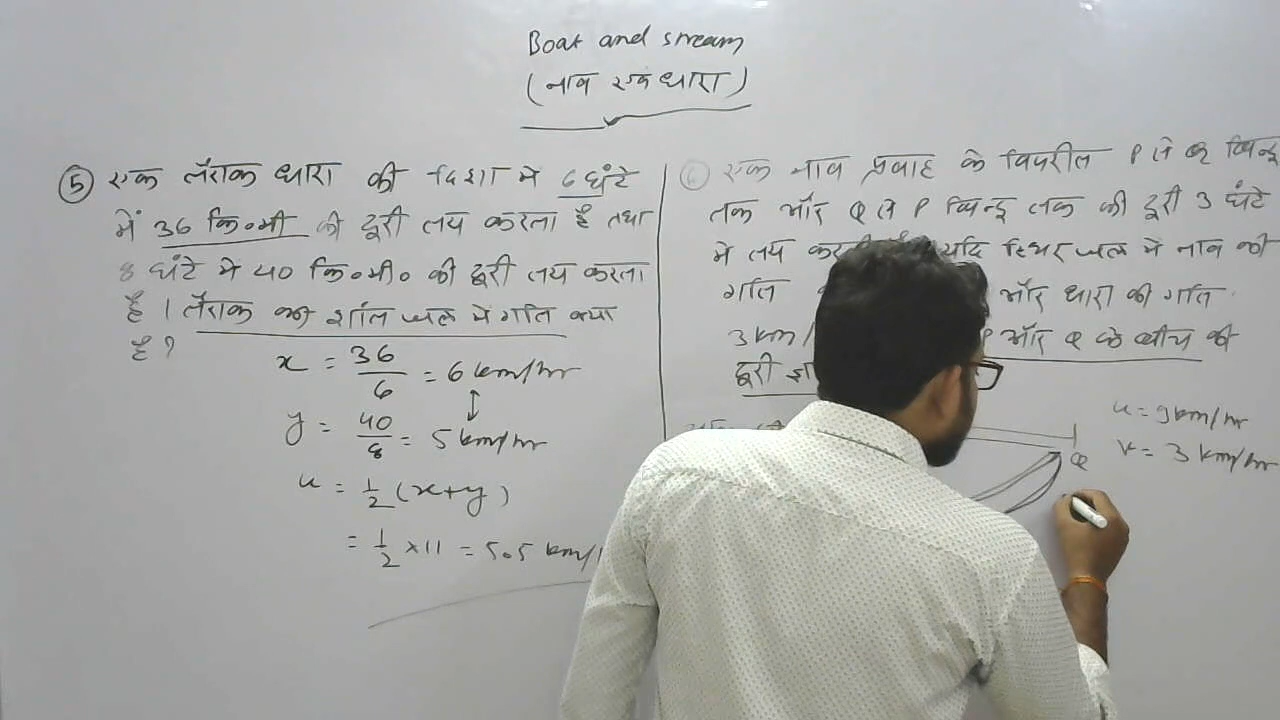 Boat and stream
(नाव एवं धारा)
⑤ एक तैराक धारा की दिशा में 6 घंटे
में 36 कि०मी की दूरी तय करता है तथा
8 घंटे में 40 कि०मी० की दूरी तय करता
है । तैराक की शांत जल में गति क्या
है ?
x = 36/6 = 6 km/hr
y = 40/8 = 5 km/hr
u = 1/2 (x+y)
= 1/2 × 11 = 5.5 km/
⑥ एक नाव प्रवाह के विपरीत P से Q बिन्दु
तक और Q से P बिन्दु तक की दूरी 3 घंटे
में तय यदि स्थिर जल में नाव की
गति और धारा की गति
3 km/ P और Q के बीच की
दूरी
u = 9 km/hr
v = 3 km/hr
Q